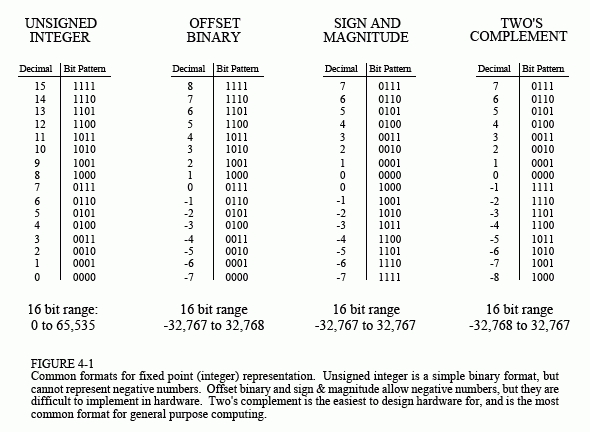 UNSIGNED INTEGER
OFFSET BINARY
SIGN AND MAGNITUDE
TWO'S COMPLEMENT
Decimal Bit Pattern Decimal Bit Pattern Decimal Bit Pattern Decimal Bit Pattern
15 1111 8 1111 7 0111 7 0111
14 1110 7 1110 6 0110 6 0110
13 1101 6 1101 5 0101 5 0101
12 1100 5 1100 4 0100 4 0100
11 1011 4 1011 3 0011 3 0011
10 1010 3 1010 2 0010 2 0010
9 1001 2 1001 1 0001 1 0001
8 1000 1 1000 0 0000 0 0000
7 0111 0 0111 0 1000 -1 1111
6 0110 -1 0110 -1 1001 -2 1110
5 0101 -2 0101 -2 1010 -3 1101
4 0100 -3 0100 -3 1011 -4 1100
3 0011 -4 0011 -4 1100 -5 1011
2 0010 -5 0010 -5 1101 -6 1010
1 0001 -6 0001 -6 1110 -7 1001
0 0000 -7 0000 -7 1111 -8 1000
16 bit range: 16 bit range 16 bit range 16 bit range
0 to 65,535 -32,767 to 32,768 -32,767 to 32,767 -32,768 to 32,767
FIGURE 4-1
Common formats for fixed point (integer) representation. Unsigned integer is a simple binary format, but
cannot represent negative numbers. Offset binary and sign & magnitude allow negative numbers, but they are
difficult to implement in hardware. Two's complement is the easiest to design hardware for, and is the most
common format for general purpose computing.